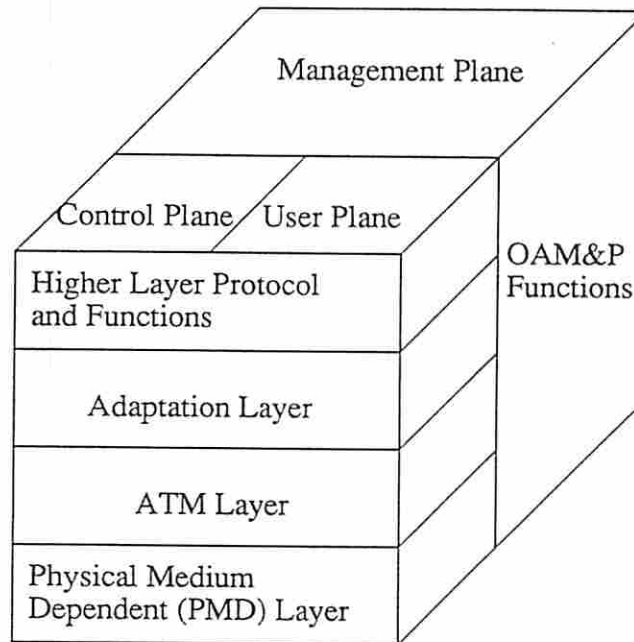 Management Plane
Control Plane
User Plane
OAM&P
Functions
Higher Layer Protocol
and Functions
Adaptation Layer
ATM Layer
Physical Medium
Dependent (PMD) Layer